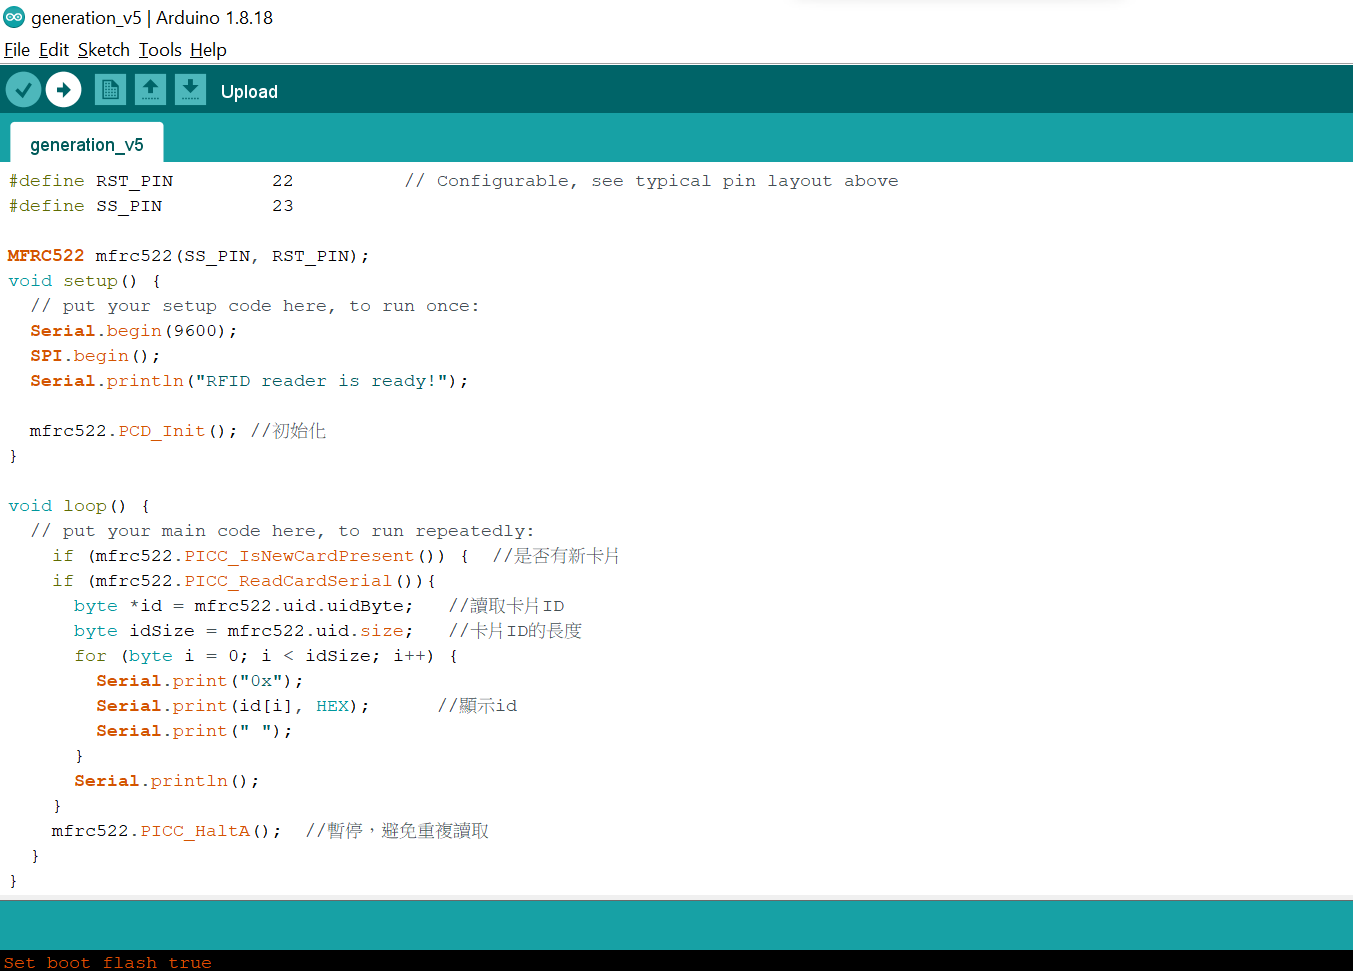 generation_v5 | Arduino 1.8.18
File Edit Sketch Tools Help
Upload
generation_v5
#define RST_PIN         22          // Configurable, see typical pin layout above
#define SS_PIN          23
MFRC522 mfrc522(SS_PIN, RST_PIN);
void setup() {
  // put your setup code here, to run once:
  Serial.begin(9600);
  SPI.begin();
  Serial.println("RFID reader is ready!");
  mfrc522.PCD_Init(); //初始化
}
void loop() {
  // put your main code here, to run repeatedly:
    if (mfrc522.PICC_IsNewCardPresent()) {  //是否有新卡片
    if (mfrc522.PICC_ReadCardSerial()){
      byte *id = mfrc522.uid.uidByte;   //讀取卡片ID
      byte idSize = mfrc522.uid.size;   //卡片ID的長度
      for (byte i = 0; i < idSize; i++) {
        Serial.print("0x");
        Serial.print(id[i], HEX);      //顯示id
        Serial.print(" ");
      }
      Serial.println();
    }
    mfrc522.PICC_HaltA();  //暫停，避免重複讀取
  }
}
Set boot flash true